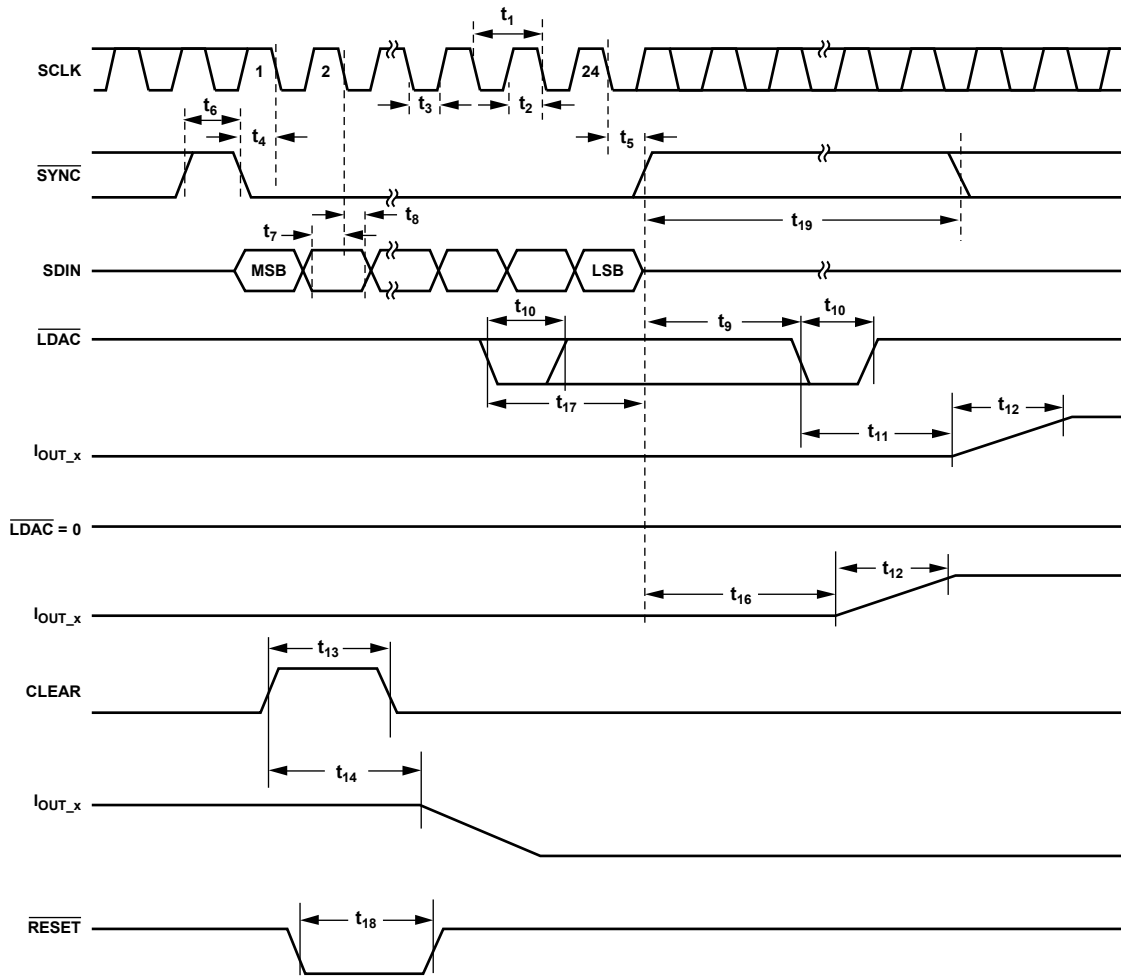 t₁
SCLK
1
2
24
t₃
t₂
t₆
t₄
t₅
SYNC
t₁₉
t₈
t₇
SDIN
MSB
LSB
t₁₀
t₉
t₁₀
LDAC
t₁₇
t₁₂
t₁₁
IOUT_x
LDAC = 0
t₁₂
t₁₆
IOUT_x
t₁₃
CLEAR
t₁₄
IOUT_x
RESET
t₁₈